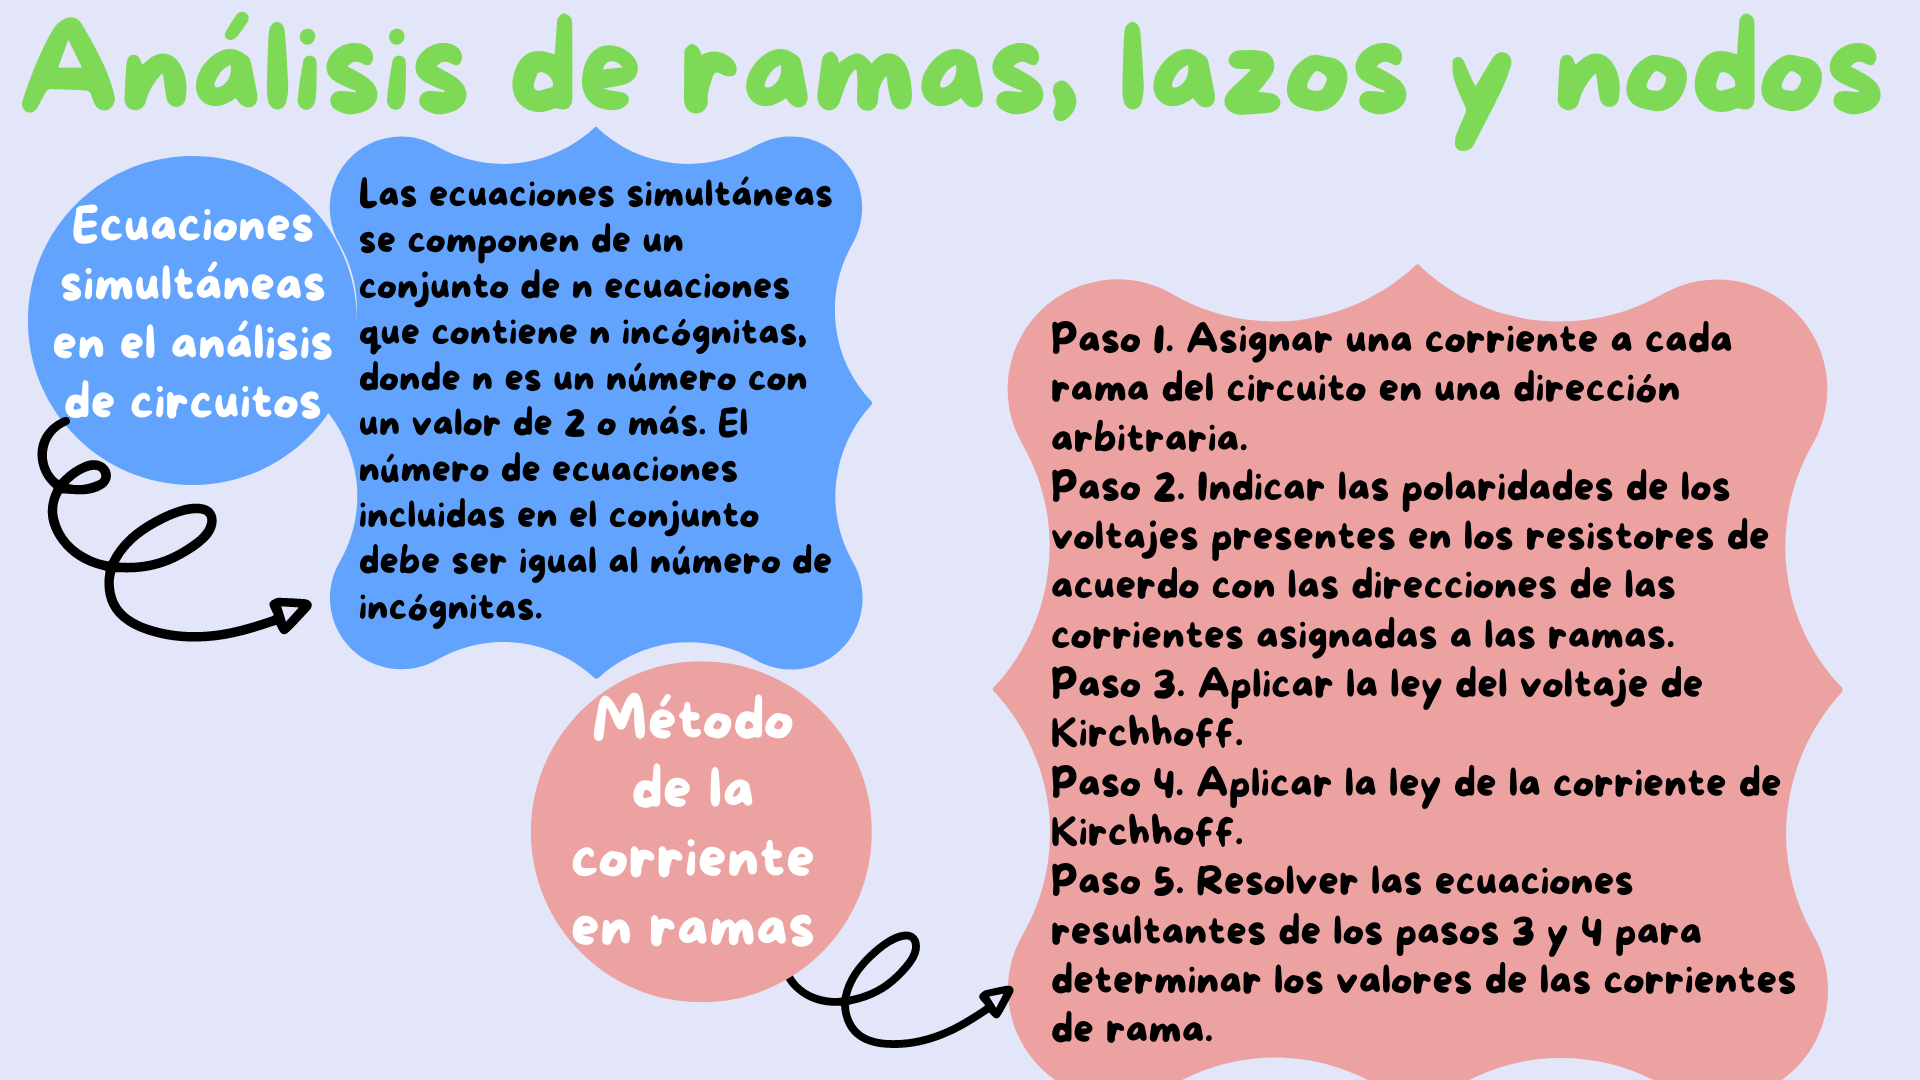 Análisis de ramas, lazos y nodos
Ecuaciones
simultáneas
en el análisis
de circuitos
Las ecuaciones simultáneas
se componen de un
conjunto de n ecuaciones
que contiene n incógnitas,
donde n es un número con
un valor de 2 o más. El
número de ecuaciones
incluidas en el conjunto
debe ser igual al número de
incógnitas.
Método
de la
corriente
en ramas
Paso 1. Asignar una corriente a cada
rama del circuito en una dirección
arbitraria.
Paso 2. Indicar las polaridades de los
voltajes presentes en los resistores de
acuerdo con las direcciones de las
corrientes asignadas a las ramas.
Paso 3. Aplicar la ley del voltaje de
Kirchhoff.
Paso 4. Aplicar la ley de la corriente de
Kirchhoff.
Paso 5. Resolver las ecuaciones
resultantes de los pasos 3 y 4 para
determinar los valores de las corrientes
de rama.